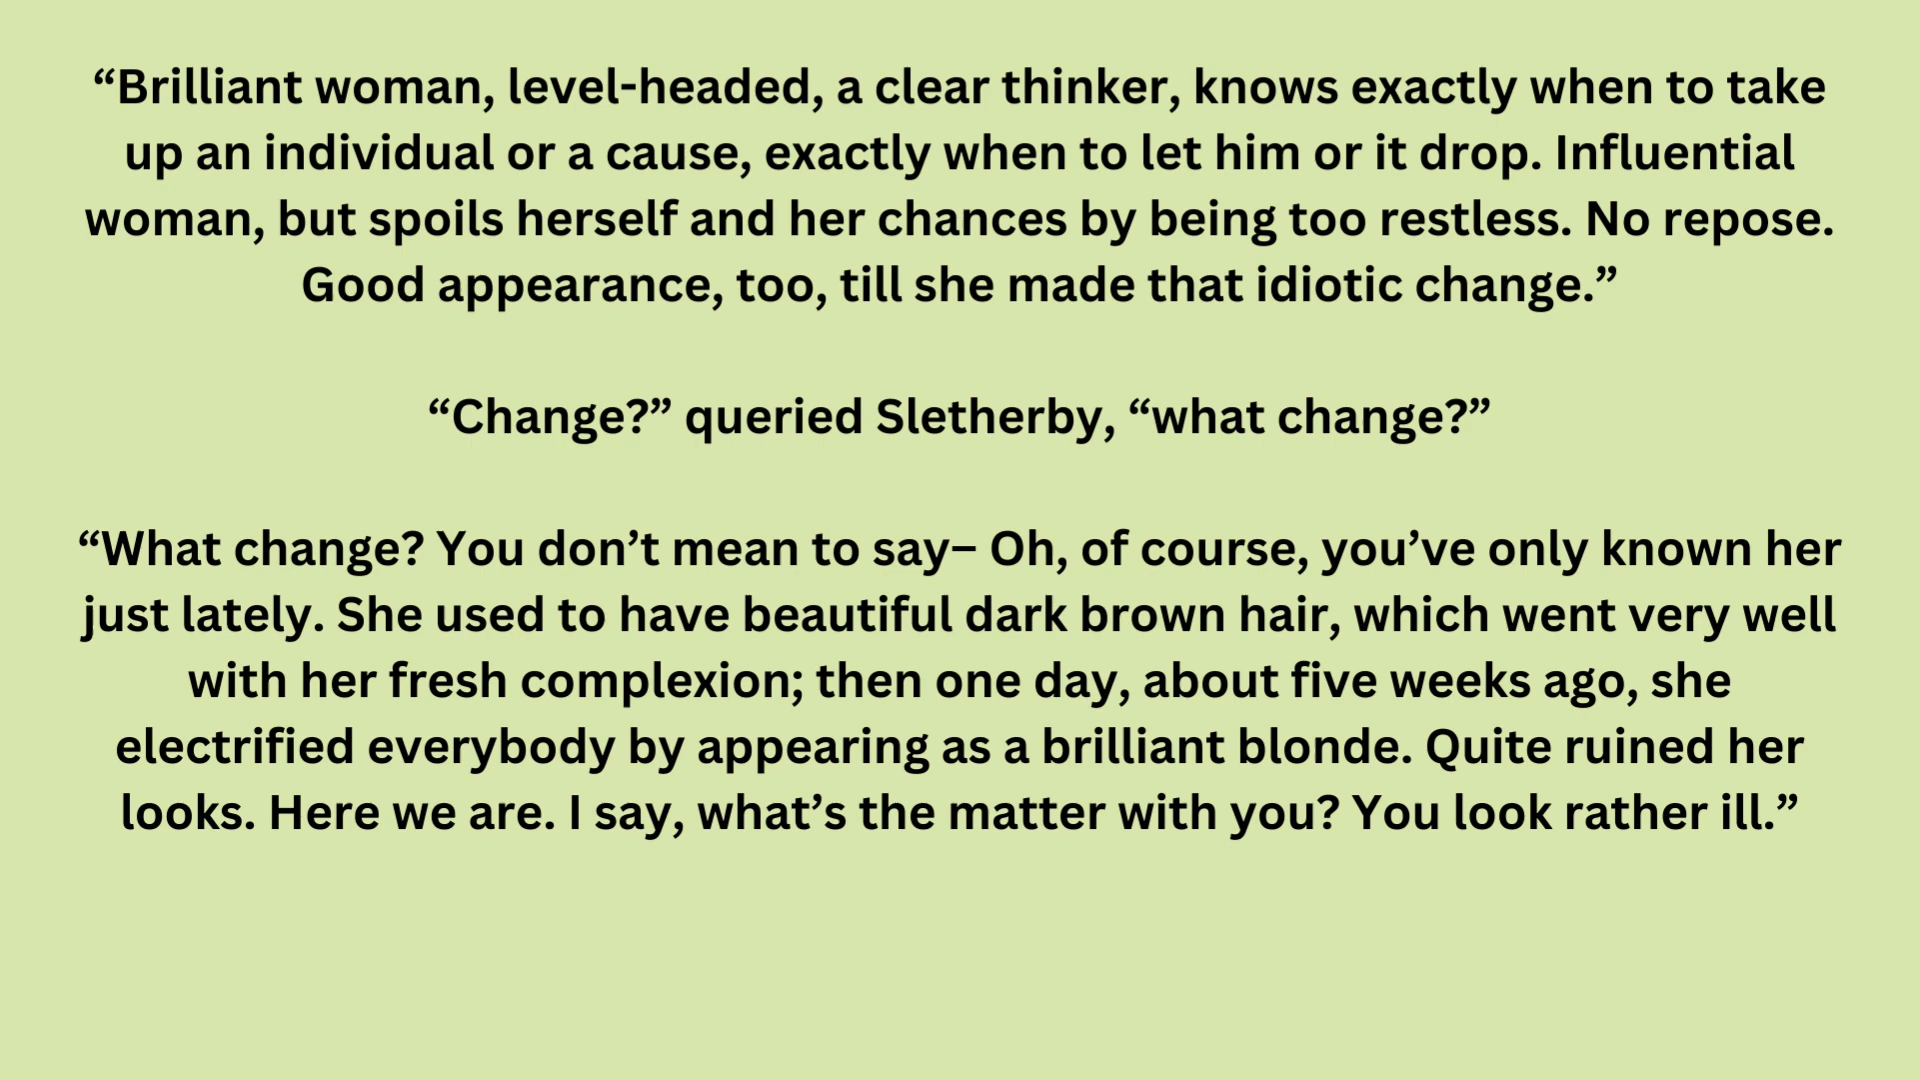 “Brilliant woman, level-headed, a clear thinker, knows exactly when to take
up an individual or a cause, exactly when to let him or it drop. Influential
woman, but spoils herself and her chances by being too restless. No repose.
Good appearance, too, till she made that idiotic change.”
“Change?” queried Sletherby, “what change?”
“What change? You don’t mean to say– Oh, of course, you’ve only known her
just lately. She used to have beautiful dark brown hair, which went very well
with her fresh complexion; then one day, about five weeks ago, she
electrified everybody by appearing as a brilliant blonde. Quite ruined her
looks. Here we are. I say, what’s the matter with you? You look rather ill.”